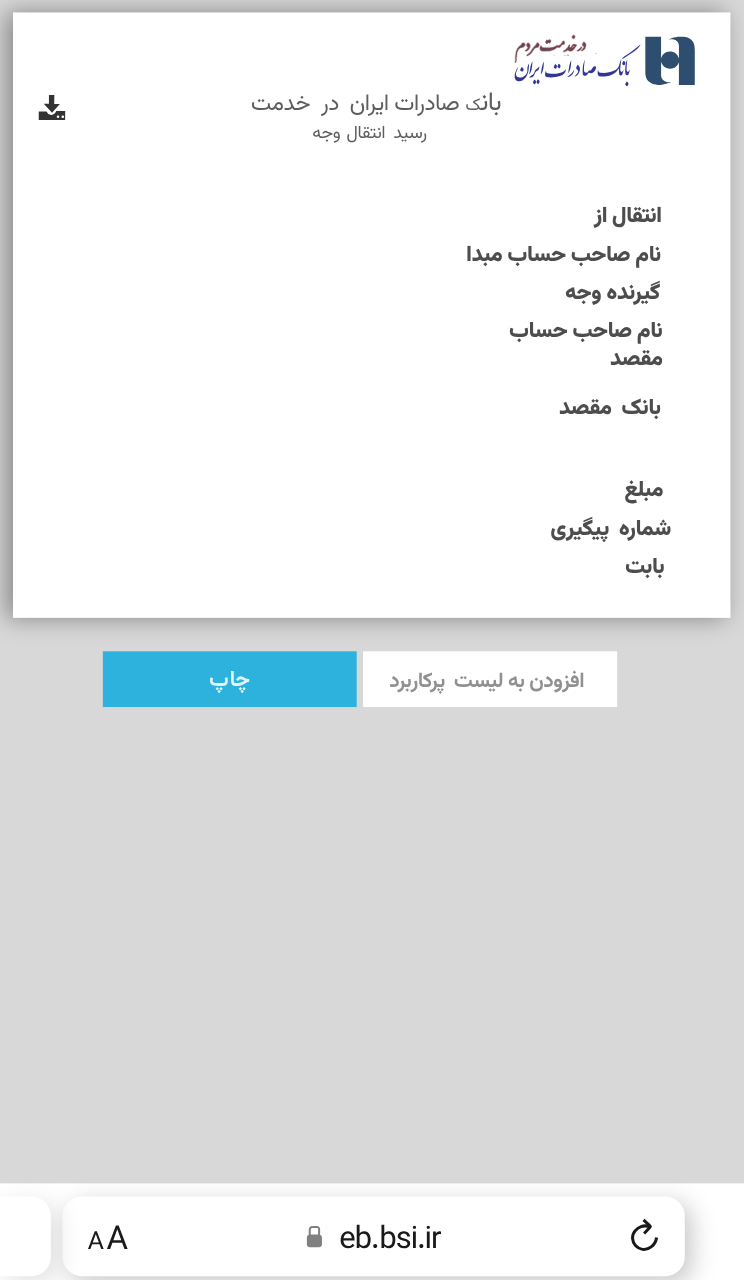 در خدمت مردم
بانک صادرات ایران
بانک صادرات ایران در خدمت
رسید انتقال وجه
انتقال از
نام صاحب حساب مبدا
گیرنده وجه
نام صاحب حساب
مقصد
بانک مقصد
مبلغ
شماره پیگیری
بابت
افزودن به لیست پرکاربرد
چاپ
AA
eb.bsi.ir